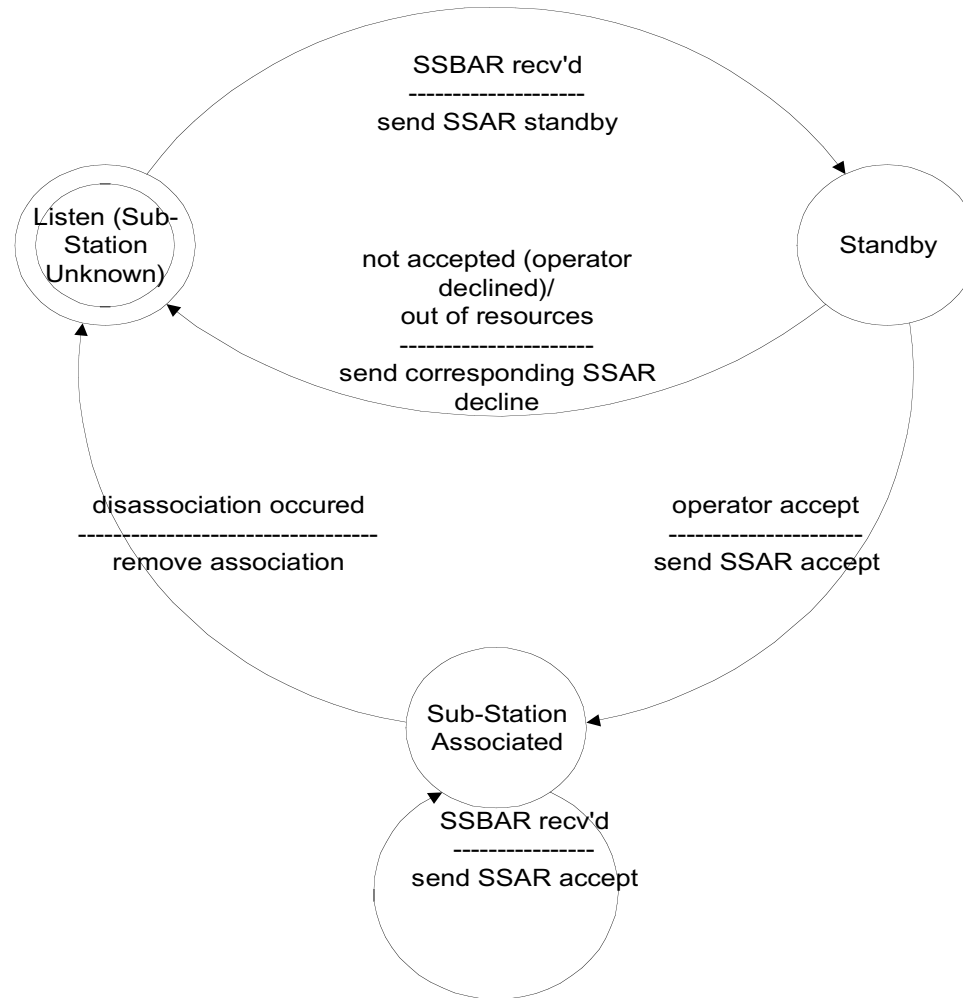 SSBAR recv'd
--------------------
send SSAR standby
Listen (Sub-
Station
Unknown)
Standby
not accepted (operator
declined)/
out of resources
----------------------
send corresponding SSAR
decline
disassociation occured
----------------------------------
remove association
operator accept
----------------------
send SSAR accept
Sub-Station
Associated
SSBAR recv'd
----------------
send SSAR accept